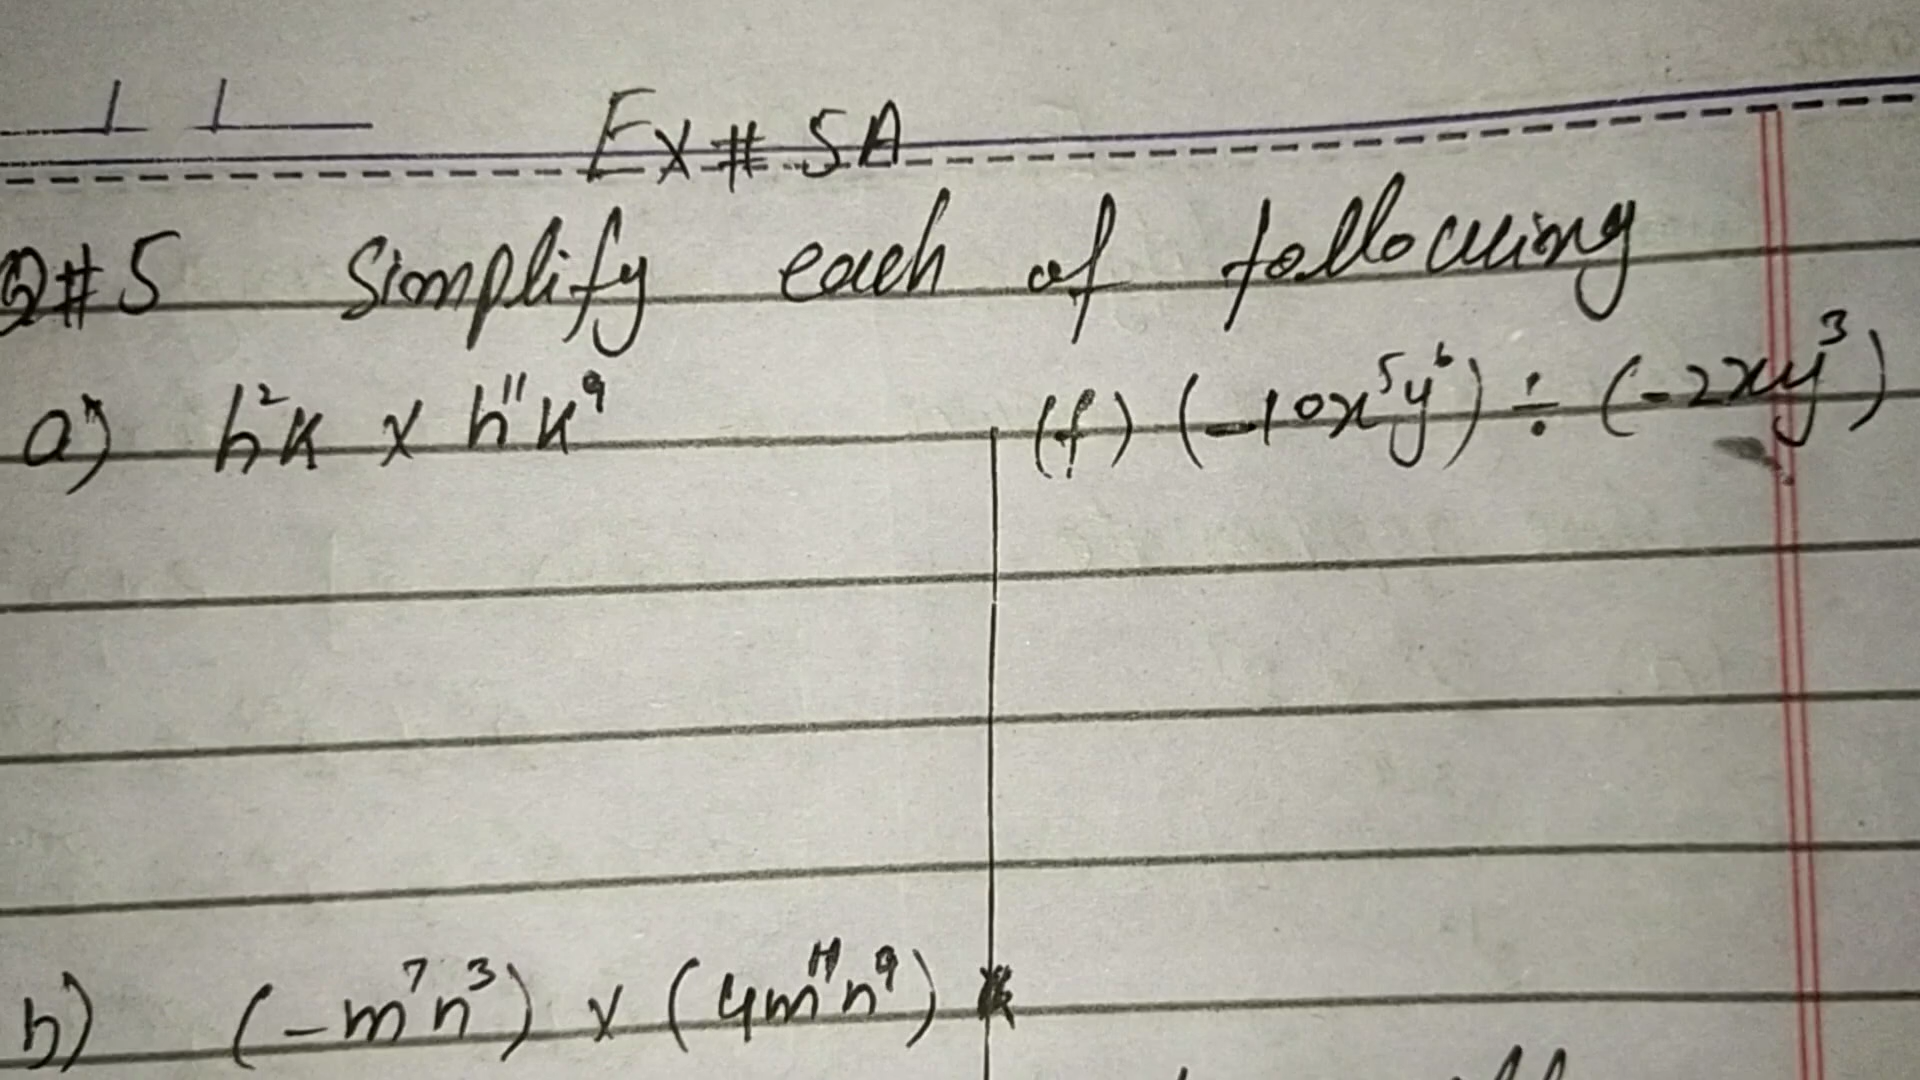 Ex # 5A
Q#5 Simplify each of following
a) h²k × h¹¹k⁹
(f) (-10x⁵y⁶) ÷ (-2xy³)
b) (-m⁷n³) × (4m¹¹n⁹)